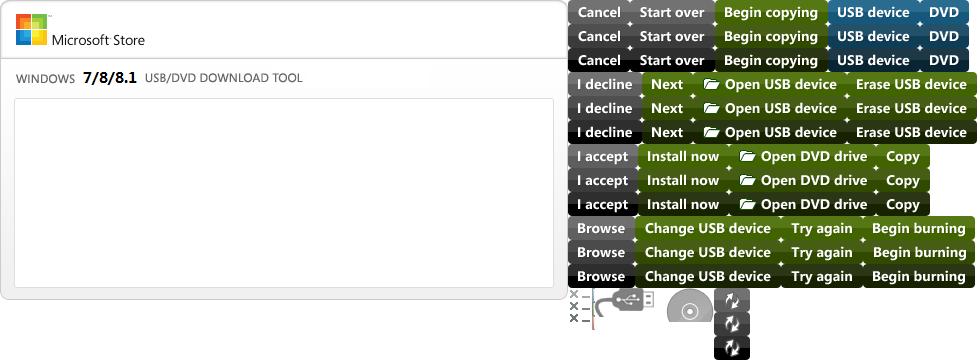 Microsoft Store
WINDOWS 7/8/8.1 USB/DVD DOWNLOAD TOOL
Cancel Start over Begin copying USB device DVD
Cancel Start over Begin copying USB device DVD
Cancel Start over Begin copying USB device DVD
I decline Next Open USB device Erase USB device
I decline Next Open USB device Erase USB device
I decline Next Open USB device Erase USB device
I accept Install now Open DVD drive Copy
I accept Install now Open DVD drive Copy
I accept Install now Open DVD drive Copy
Browse Change USB device Try again Begin burning
Browse Change USB device Try again Begin burning
Browse Change USB device Try again Begin burning